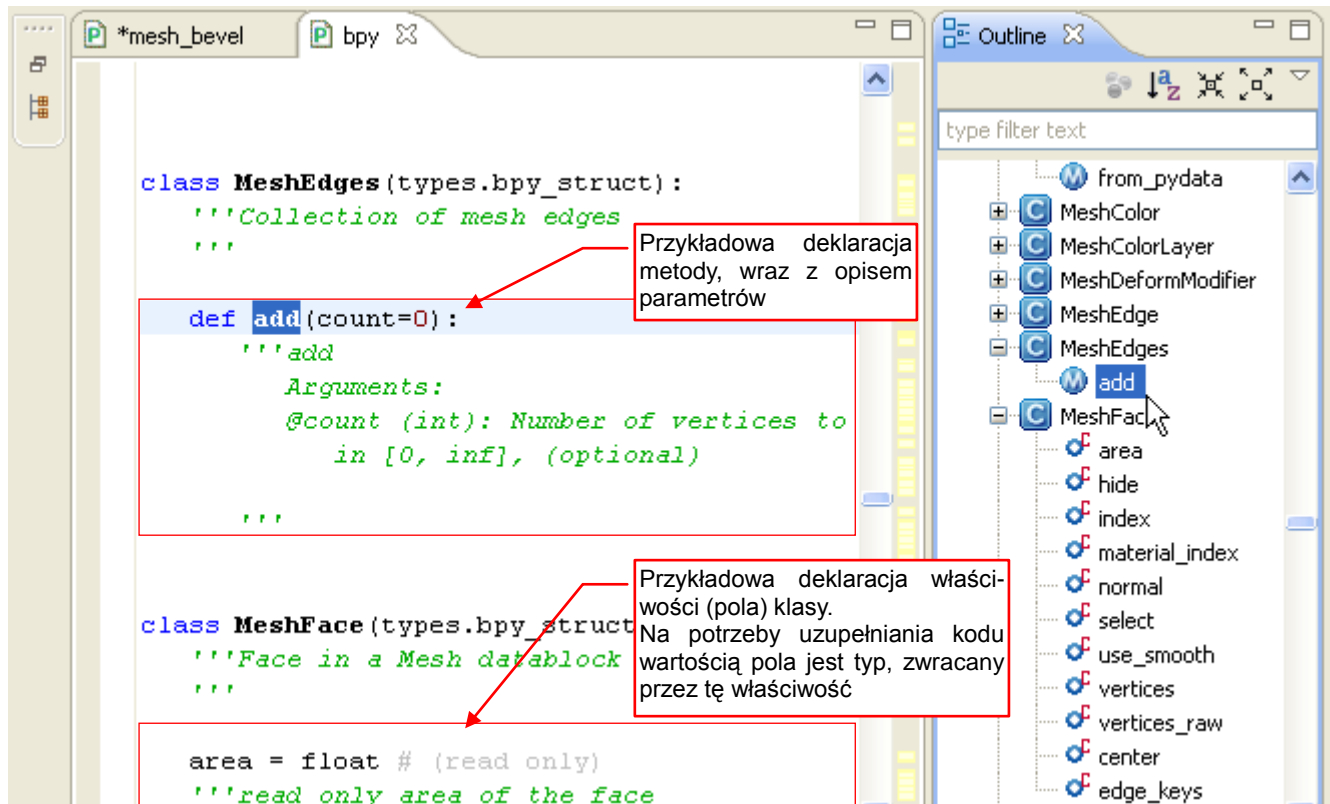 *mesh_bevel
bpy
class MeshEdges(types.bpy_struct):
'''Collection of mesh edges
'''
Przykładowa deklaracja
metody, wraz z opisem
parametrów
def add(count=0):
'''add
Arguments:
@count (int): Number of vertices to
in [0, inf], (optional)
'''
Przykładowa deklaracja właści-
wości (pola) klasy.
Na potrzeby uzupełniania kodu
wartością pola jest typ, zwracany
przez tę właściwość
class MeshFace(types.bpy_struct
'''Face in a Mesh datablock
'''
area = float # (read only)
'''read only area of the face
Outline
type filter text
from_pydata
MeshColor
MeshColorLayer
MeshDeformModifier
MeshEdge
MeshEdges
add
MeshFac
area
hide
index
material_index
normal
select
use_smooth
vertices
vertices_raw
center
edge_keys